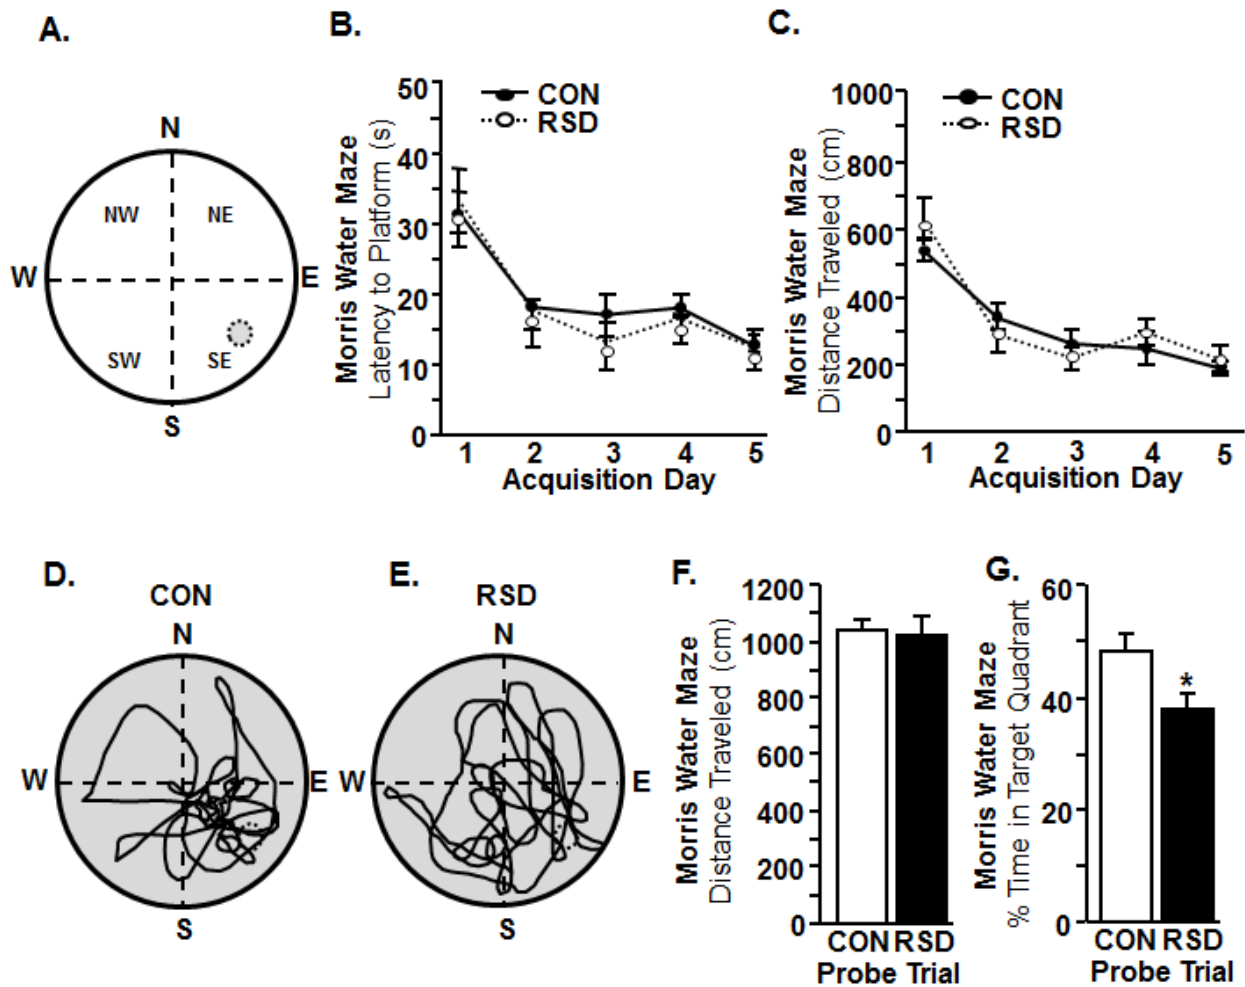 A.
N
NW NE
W E
SW SE
S
B.
Morris Water Maze
Latency to Platform (s)
50
40
30
20
10
0
CON
RSD
1 2 3 4 5
Acquisition Day
C.
Morris Water Maze
Distance Traveled (cm)
1000
800
600
400
200
0
CON
RSD
1 2 3 4 5
Acquisition Day
D.
CON
N
W E
S
E.
RSD
N
W E
S
F.
Morris Water Maze
Distance Traveled (cm)
1200
1000
800
600
400
200
0
CON RSD
Probe Trial
G.
Morris Water Maze
% Time in Target Quadrant
60
40
20
0
*
CON RSD
Probe Trial